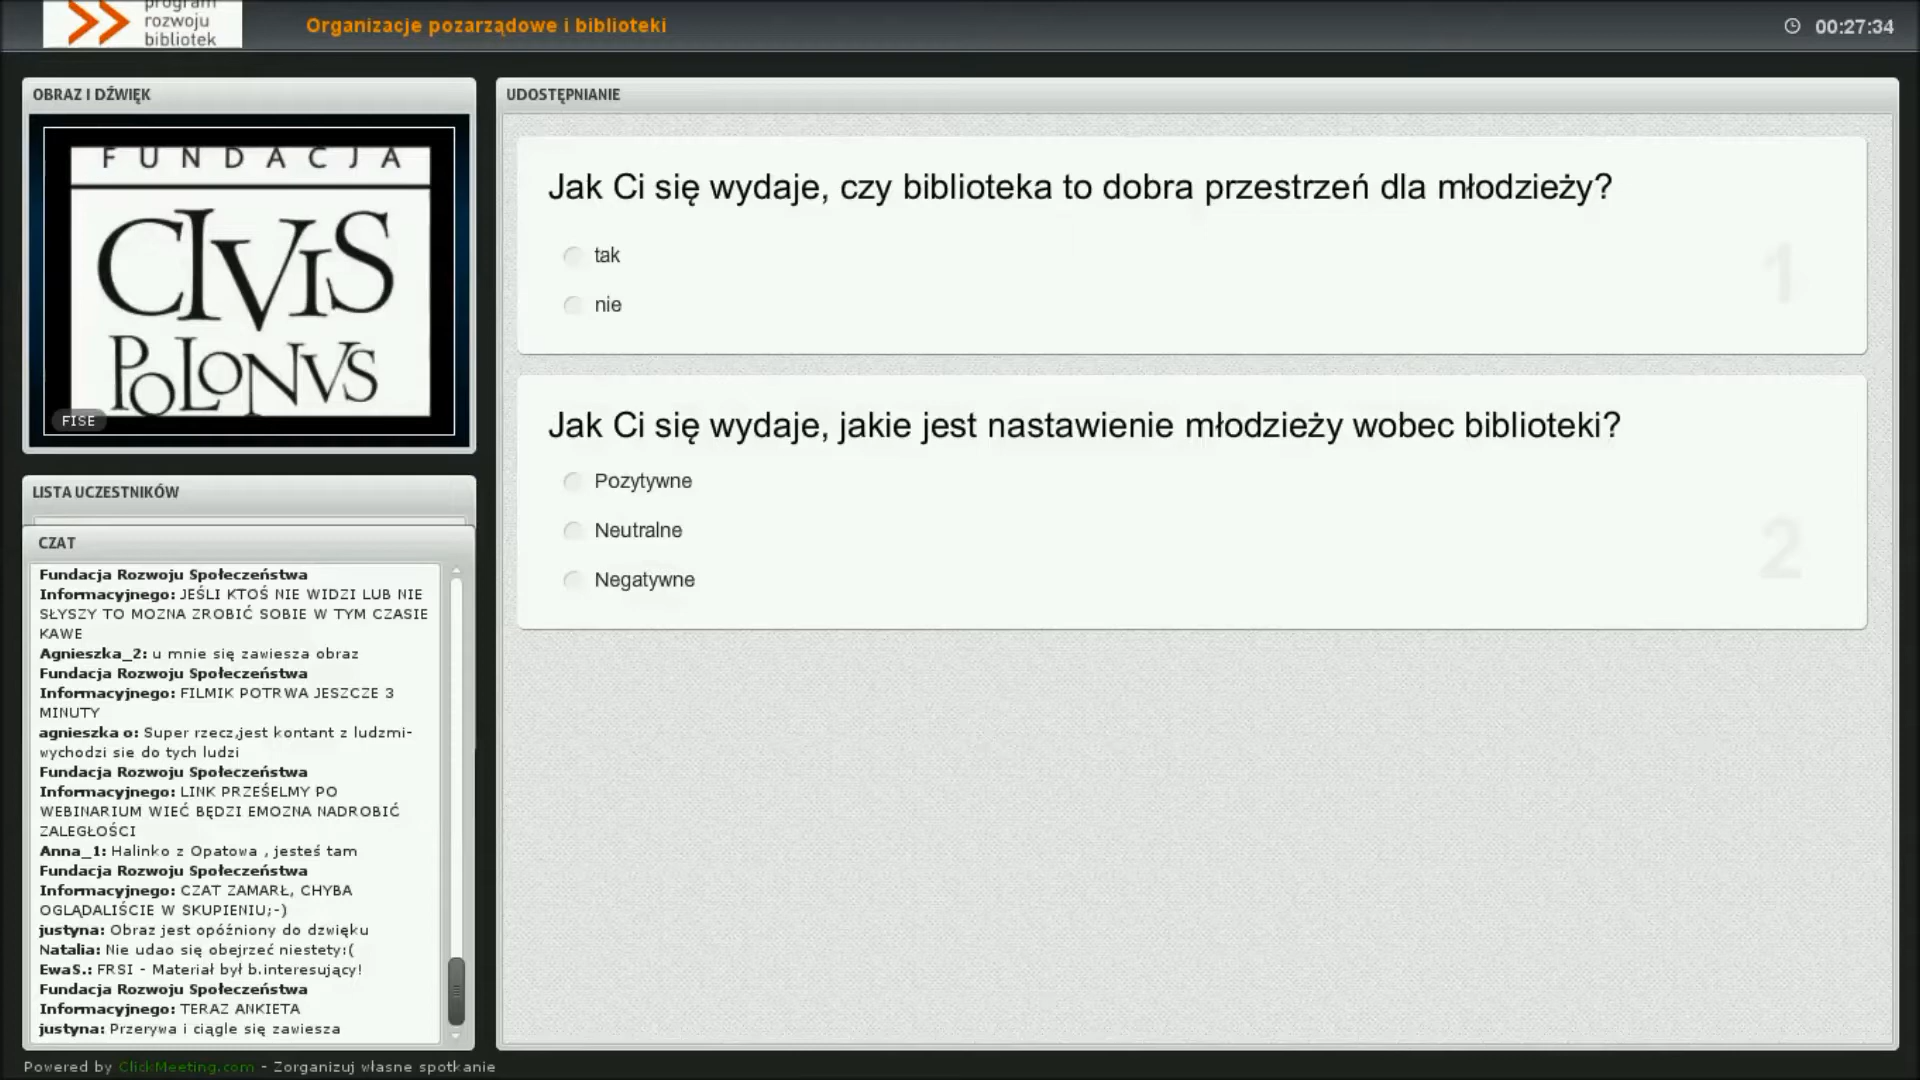 program
rozwoju
bibliotek
Organizacje pozarządowe i biblioteki
00:27:34
OBRAZ I DŹWIĘK
FUNDACJA
CIVIS
POLONVS
FISE
LISTA UCZESTNIKÓW
CZAT
Fundacja Rozwoju Społeczeństwa
Informacyjnego: JEŚLI KTOŚ NIE WIDZI LUB NIE
SŁYSZY TO MOZNA ZROBIĆ SOBIE W TYM CZASIE
KAWE
Agnieszka_2: u mnie się zawiesza obraz
Fundacja Rozwoju Społeczeństwa
Informacyjnego: FILMIK POTRWA JESZCZE 3
MINUTY
agnieszka o: Super rzecz,jest kontant z ludzmi-
wychodzi sie do tych ludzi
Fundacja Rozwoju Społeczeństwa
Informacyjnego: LINK PRZEŚELMY PO
WEBINARIUM WIEĆ BĘDZI EMOZNA NADROBIĆ
ZALEGŁOŚCI
Anna_1: Halinko z Opatowa , jesteś tam
Fundacja Rozwoju Społeczeństwa
Informacyjnego: CZAT ZAMARŁ, CHYBA
OGLĄDALIŚCIE W SKUPIENIU;-)
justyna: Obraz jest opóźniony do dzwięku
Natalia: Nie udao się obejrzeć niestety:(
EwaS.: FRSI - Materiał był b.interesujący!
Fundacja Rozwoju Społeczeństwa
Informacyjnego: TERAZ ANKIETA
justyna: Przerywa i ciągle się zawiesza
UDOSTĘPNIANIE
Jak Ci się wydaje, czy biblioteka to dobra przestrzeń dla młodzieży?
tak
nie
1
Jak Ci się wydaje, jakie jest nastawienie młodzieży wobec biblioteki?
Pozytywne
Neutralne
Negatywne
2
Powered by ClickMeeting.com - Zorganizuj własne spotkanie